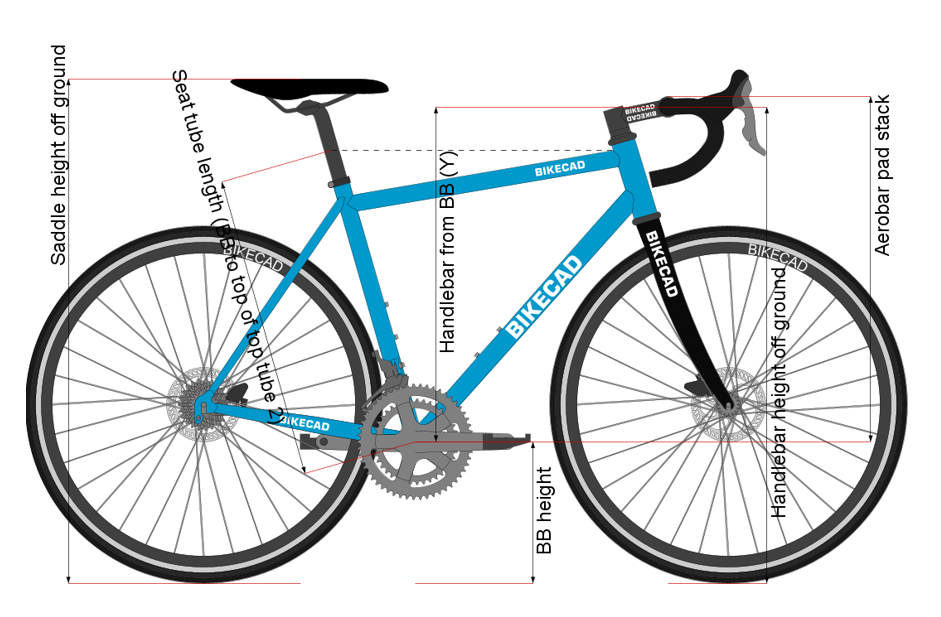 Saddle height off ground
Seat tube length (BB to top of top tube 2)
Handlebar from BB (Y)
BB height
Handlebar height off ground
Aerobar pad stack
BIKECAD
BIKECAD
BIKECAD
BIKECAD
BIKECAD
BIKECAD
BIKECAD
BIKECAD